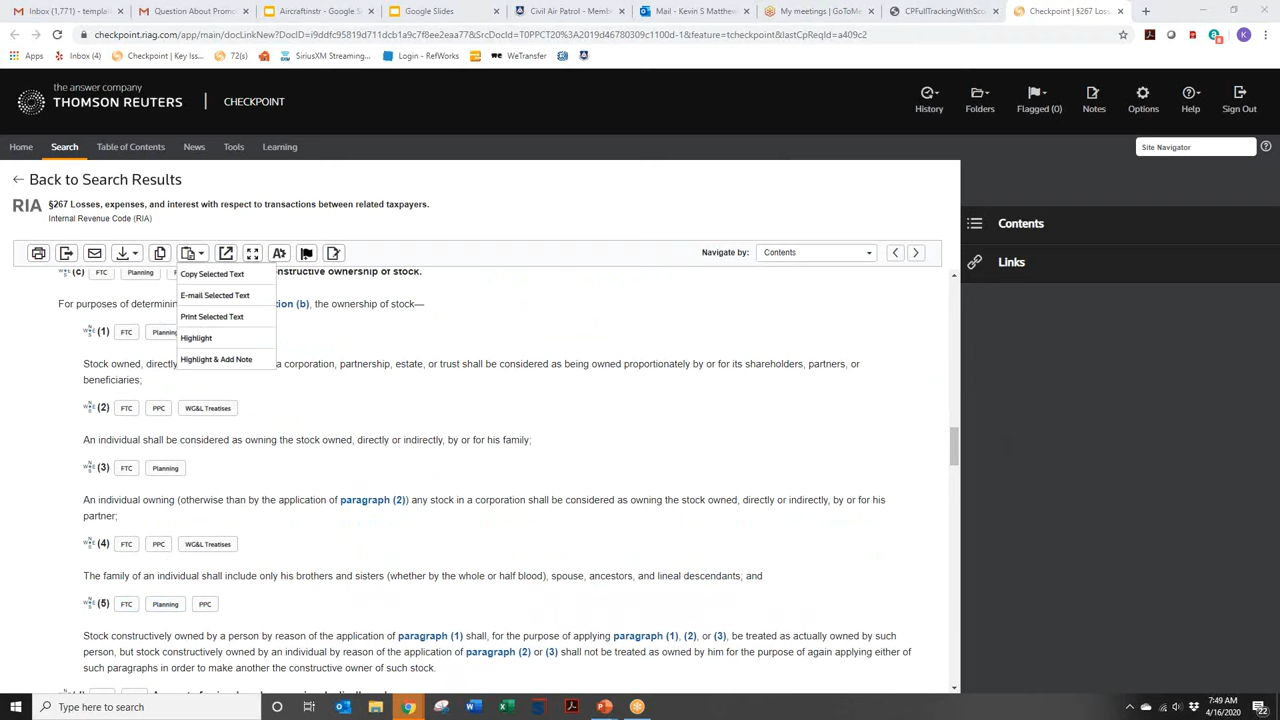 Inbox (1,771) - templat
Question About Promo
Aircraftinstr - Google S
Google Slides
Civil Air Patrol - Memb
Mail - Kevin S Matthew
My meetings | GoToMe
CPFullTrackingWithSco
Checkpoint | §267 Loss
checkpoint.riag.com/app/main/docLinkNew?DocID=i9ddfc95819d711dcb1a9c7f8ee2eaa77&SrcDocId=T0PPCT20%3A2019d46780309c1100d-1&feature=tcheckpoint&lastCpReqId=a409c2
K
Apps
Inbox (4)
Checkpoint | Key Iss...
72(s)
SiriusXM Streaming...
Login - RefWorks
WeTransfer
the answer company
THOMSON REUTERS
CHECKPOINT
History
Folders
Flagged (0)
Notes
Options
Help
Sign Out
Home
Search
Table of Contents
News
Tools
Learning
Site Navigator
Back to Search Results
RIA §267 Losses, expenses, and interest with respect to transactions between related taxpayers.
Internal Revenue Code (RIA)
Navigate by:
Contents
Contents
Links
Copy Selected Text
E-mail Selected Text
Print Selected Text
Highlight
Highlight & Add Note
(c) FTC Planning onstructive ownership of stock.
For purposes of determinin tion (b), the ownership of stock—
(1) FTC Planning
Stock owned, directly a corporation, partnership, estate, or trust shall be considered as being owned proportionately by or for its shareholders, partners, or
beneficiaries;
(2) FTC PPC WG&L Treatises
An individual shall be considered as owning the stock owned, directly or indirectly, by or for his family;
(3) FTC Planning
An individual owning (otherwise than by the application of paragraph (2)) any stock in a corporation shall be considered as owning the stock owned, directly or indirectly, by or for his
partner;
(4) FTC PPC WG&L Treatises
The family of an individual shall include only his brothers and sisters (whether by the whole or half blood), spouse, ancestors, and lineal descendants; and
(5) FTC Planning PPC
Stock constructively owned by a person by reason of the application of paragraph (1) shall, for the purpose of applying paragraph (1), (2), or (3), be treated as actually owned by such
person, but stock constructively owned by an individual by reason of the application of paragraph (2) or (3) shall not be treated as owned by him for the purpose of again applying either of
such paragraphs in order to make another the constructive owner of such stock.
Type here to search
7:49 AM
4/16/2020
22